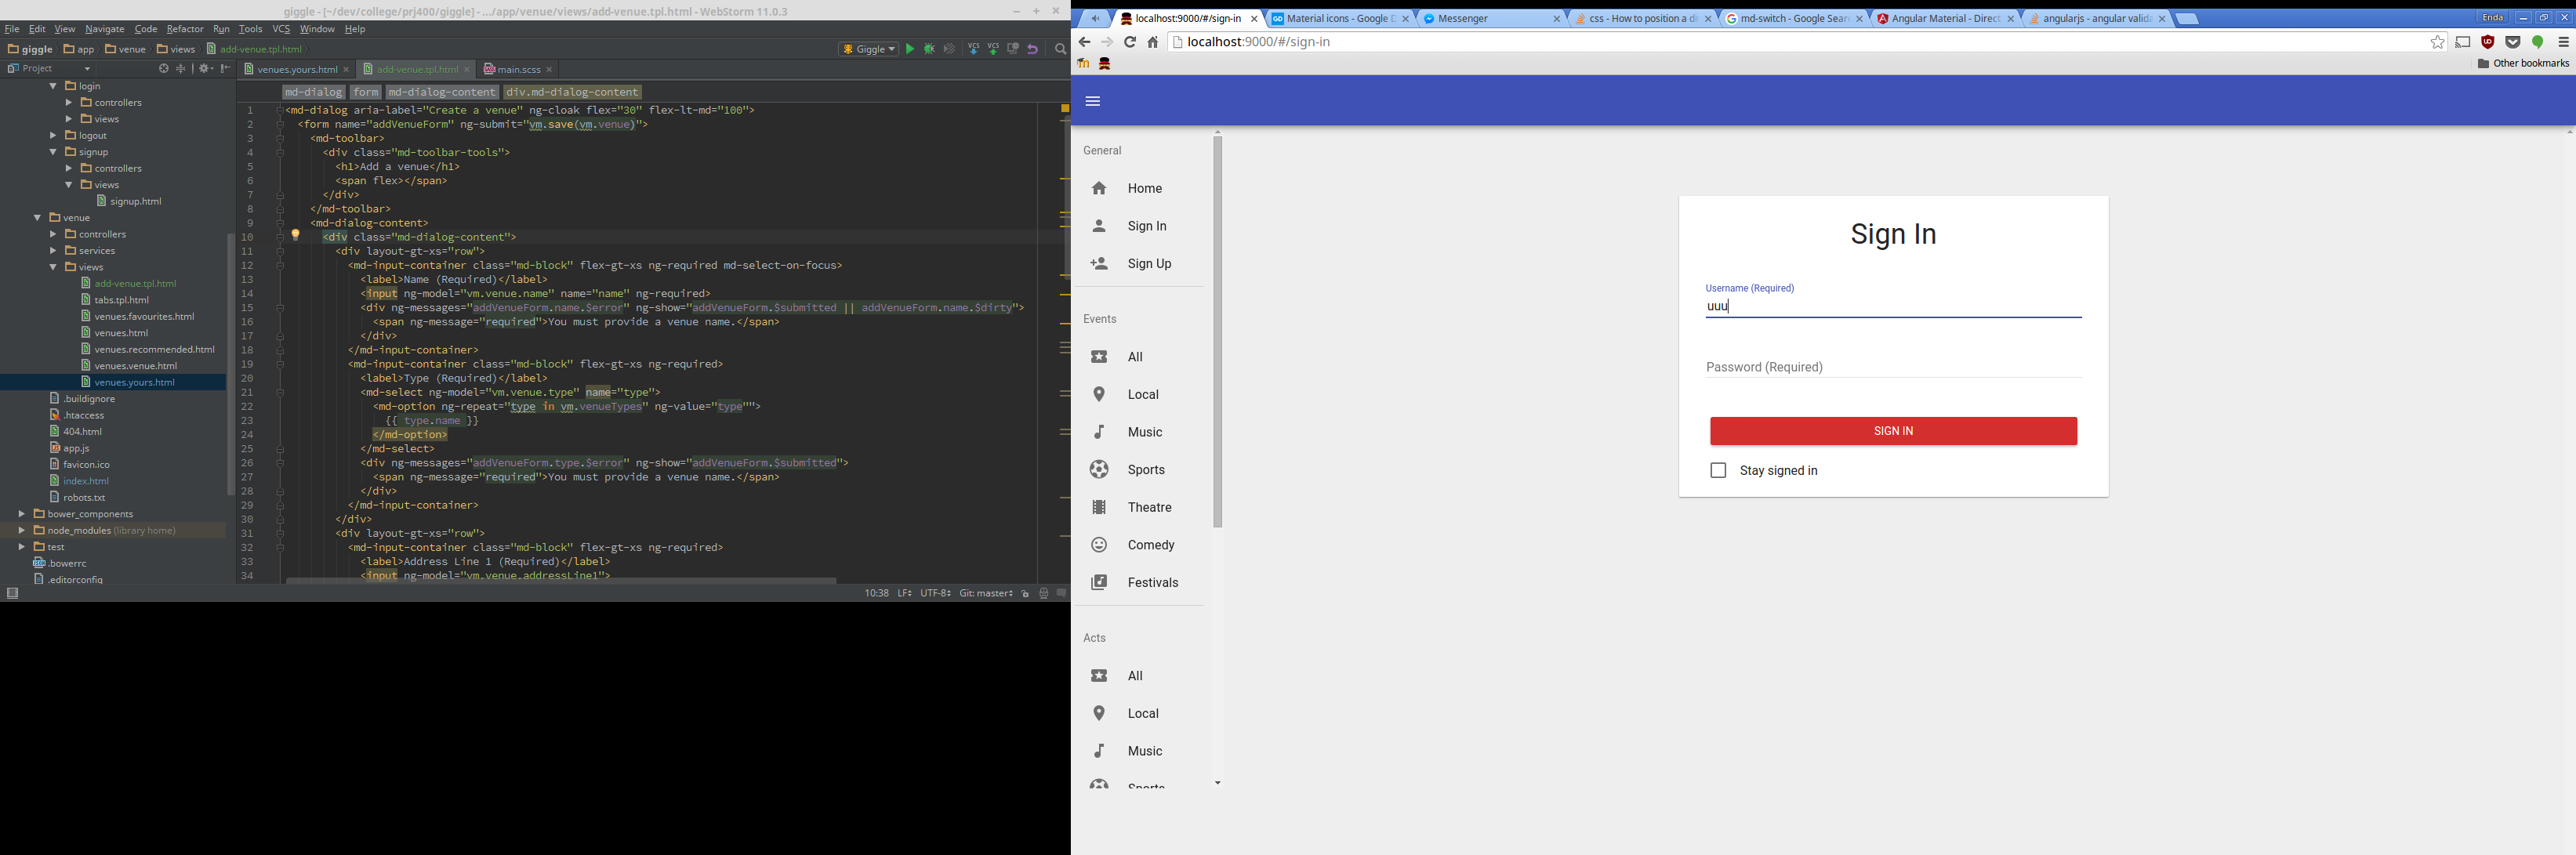 giggle - [~/dev/college/prj400/giggle] - .../app/venue/views/add-venue.tpl.html - WebStorm 11.0.3
File Edit View Navigate Code Refactor Run Tools VCS Window Help
giggle app venue views add-venue.tpl.html Giggle VCS VCS
Project
login
controllers
views
logout
signup
controllers
views
signup.html
venue
controllers
services
views
add-venue.tpl.html
tabs.tpl.html
venues.favourites.html
venues.html
venues.recommended.html
venues.venue.html
venues.yours.html
.buildignore
.htaccess
404.html
app.js
favicon.ico
index.html
robots.txt
bower_components
node_modules (library home)
test
.bowerrc
.editorconfig
venues.yours.html add-venue.tpl.html main.scss
md-dialog form md-dialog-content div.md-dialog-content
1 <md-dialog aria-label="Create a venue" ng-cloak flex="30" flex-lt-md="100">
2 <form name="addVenueForm" ng-submit="vm.save(vm.venue)">
3 <md-toolbar>
4 <div class="md-toolbar-tools">
5 <h1>Add a venue</h1>
6 <span flex></span>
7 </div>
8 </md-toolbar>
9 <md-dialog-content>
10 <div class="md-dialog-content">
11 <div layout-gt-xs="row">
12 <md-input-container class="md-block" flex-gt-xs ng-required md-select-on-focus>
13 <label>Name (Required)</label>
14 <input ng-model="vm.venue.name" name="name" ng-required>
15 <div ng-messages="addVenueForm.name.$error" ng-show="addVenueForm.$submitted || addVenueForm.name.$dirty">
16 <span ng-message="required">You must provide a venue name.</span>
17 </div>
18 </md-input-container>
19 <md-input-container class="md-block" flex-gt-xs ng-required>
20 <label>Type (Required)</label>
21 <md-select ng-model="vm.venue.type" name="type">
22 <md-option ng-repeat="type in vm.venueTypes" ng-value="type"">
23 {{ type.name }}
24 </md-option>
25 </md-select>
26 <div ng-messages="addVenueForm.type.$error" ng-show="addVenueForm.$submitted">
27 <span ng-message="required">You must provide a venue name.</span>
28 </div>
29 </md-input-container>
30 </div>
31 <div layout-gt-xs="row">
32 <md-input-container class="md-block" flex-gt-xs ng-required>
33 <label>Address Line 1 (Required)</label>
34 <input ng-model="vm.venue.addressLine1">
10:38 LF UTF-8 Git: master
localhost:9000/#/sign-in Material icons - Google D Messenger css - How to position a di md-switch - Google Sear Angular Material - Direct angularjs - angular valida Enda
localhost:9000/#/sign-in
Other bookmarks
General
Home
Sign In
Sign Up
Events
All
Local
Music
Sports
Theatre
Comedy
Festivals
Acts
All
Local
Music
Sports
Sign In
Username (Required)
uuu
Password (Required)
SIGN IN
Stay signed in